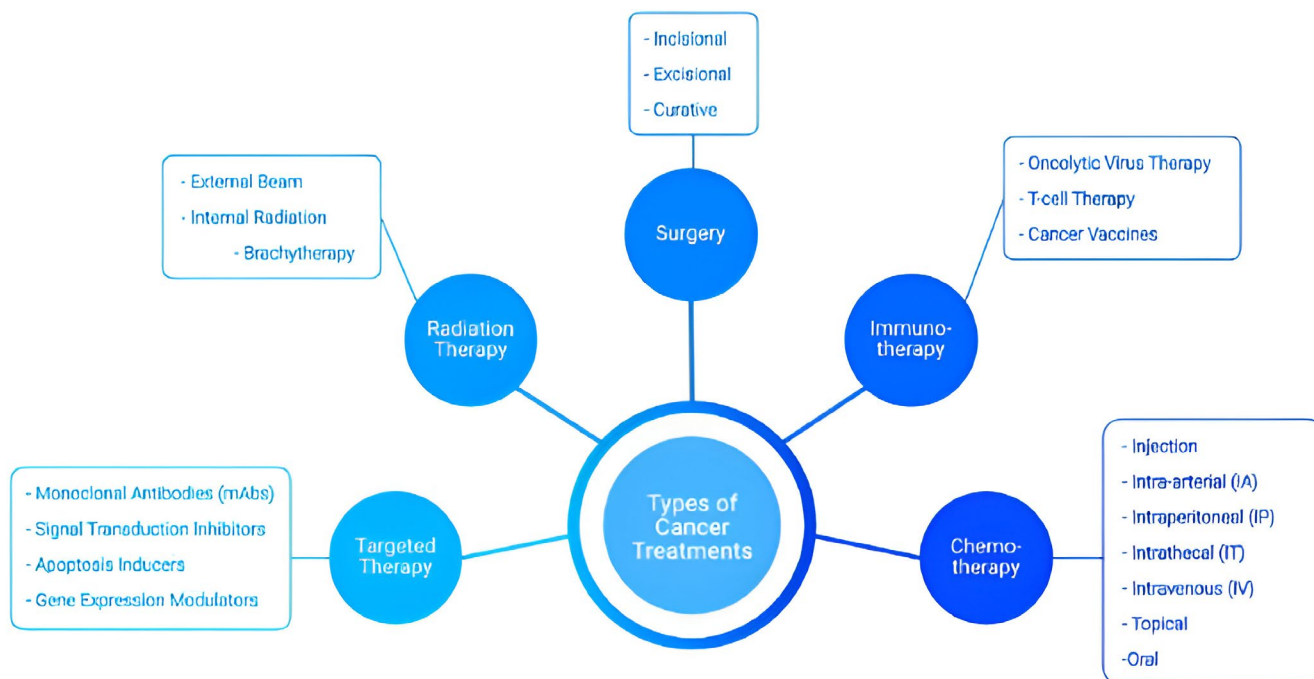 - Incisional
- Excisional
- Curative
Surgery
- External Beam
- Internal Radiation
- Brachytherapy
Radiation
Therapy
- Oncolytic Virus Therapy
- T-cell Therapy
- Cancer Vaccines
Immuno-
therapy
- Monoclonal Antibodies (mAbs)
- Signal Transduction Inhibitors
- Apoptosis Inducers
- Gene Expression Modulators
Targeted
Therapy
Types of
Cancer
Treatments
Chemo-
therapy
- Injection
- Intra-arterial (IA)
- Intraperitoneal (IP)
- Intrathecal (IT)
- Intravenous (IV)
- Topical
-Oral